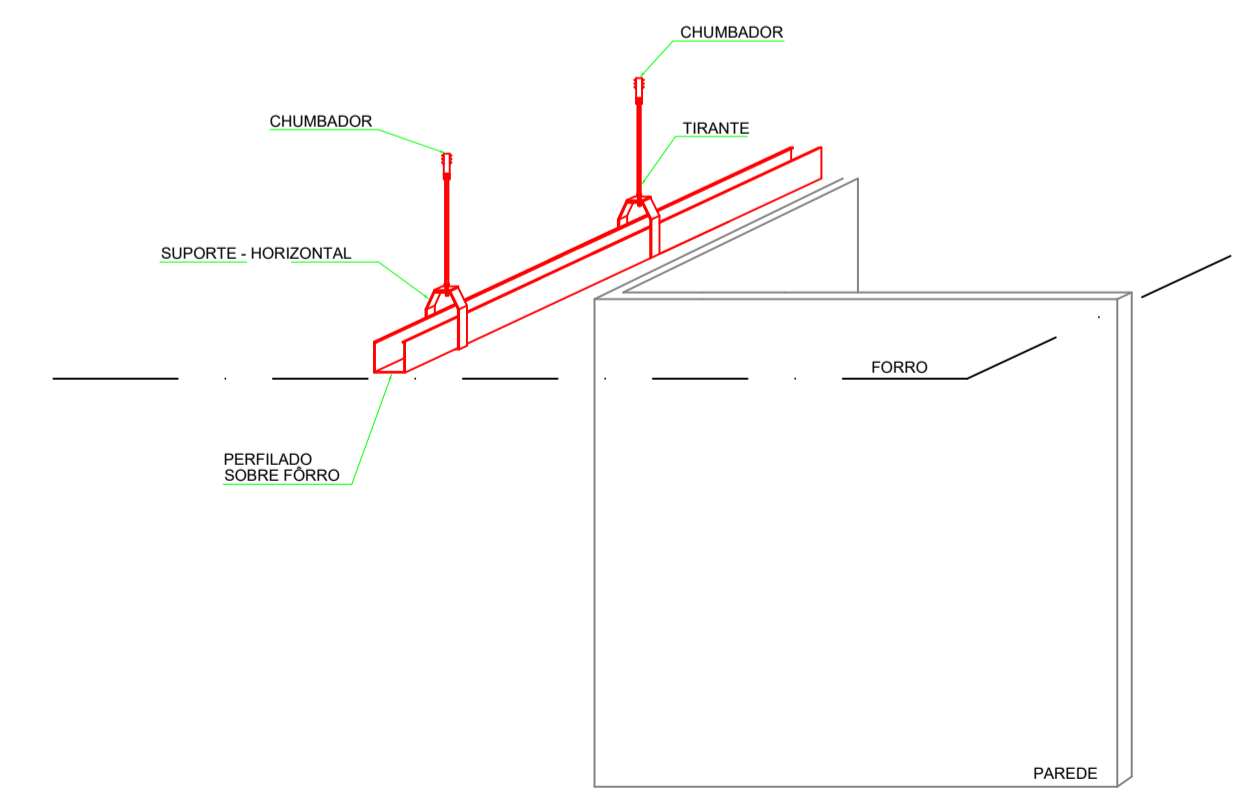 CHUMBADOR
CHUMBADOR
TIRANTE
SUPORTE - HORIZONTAL
FORRO
PERFILADO
SOBRE FÔRRO
PAREDE